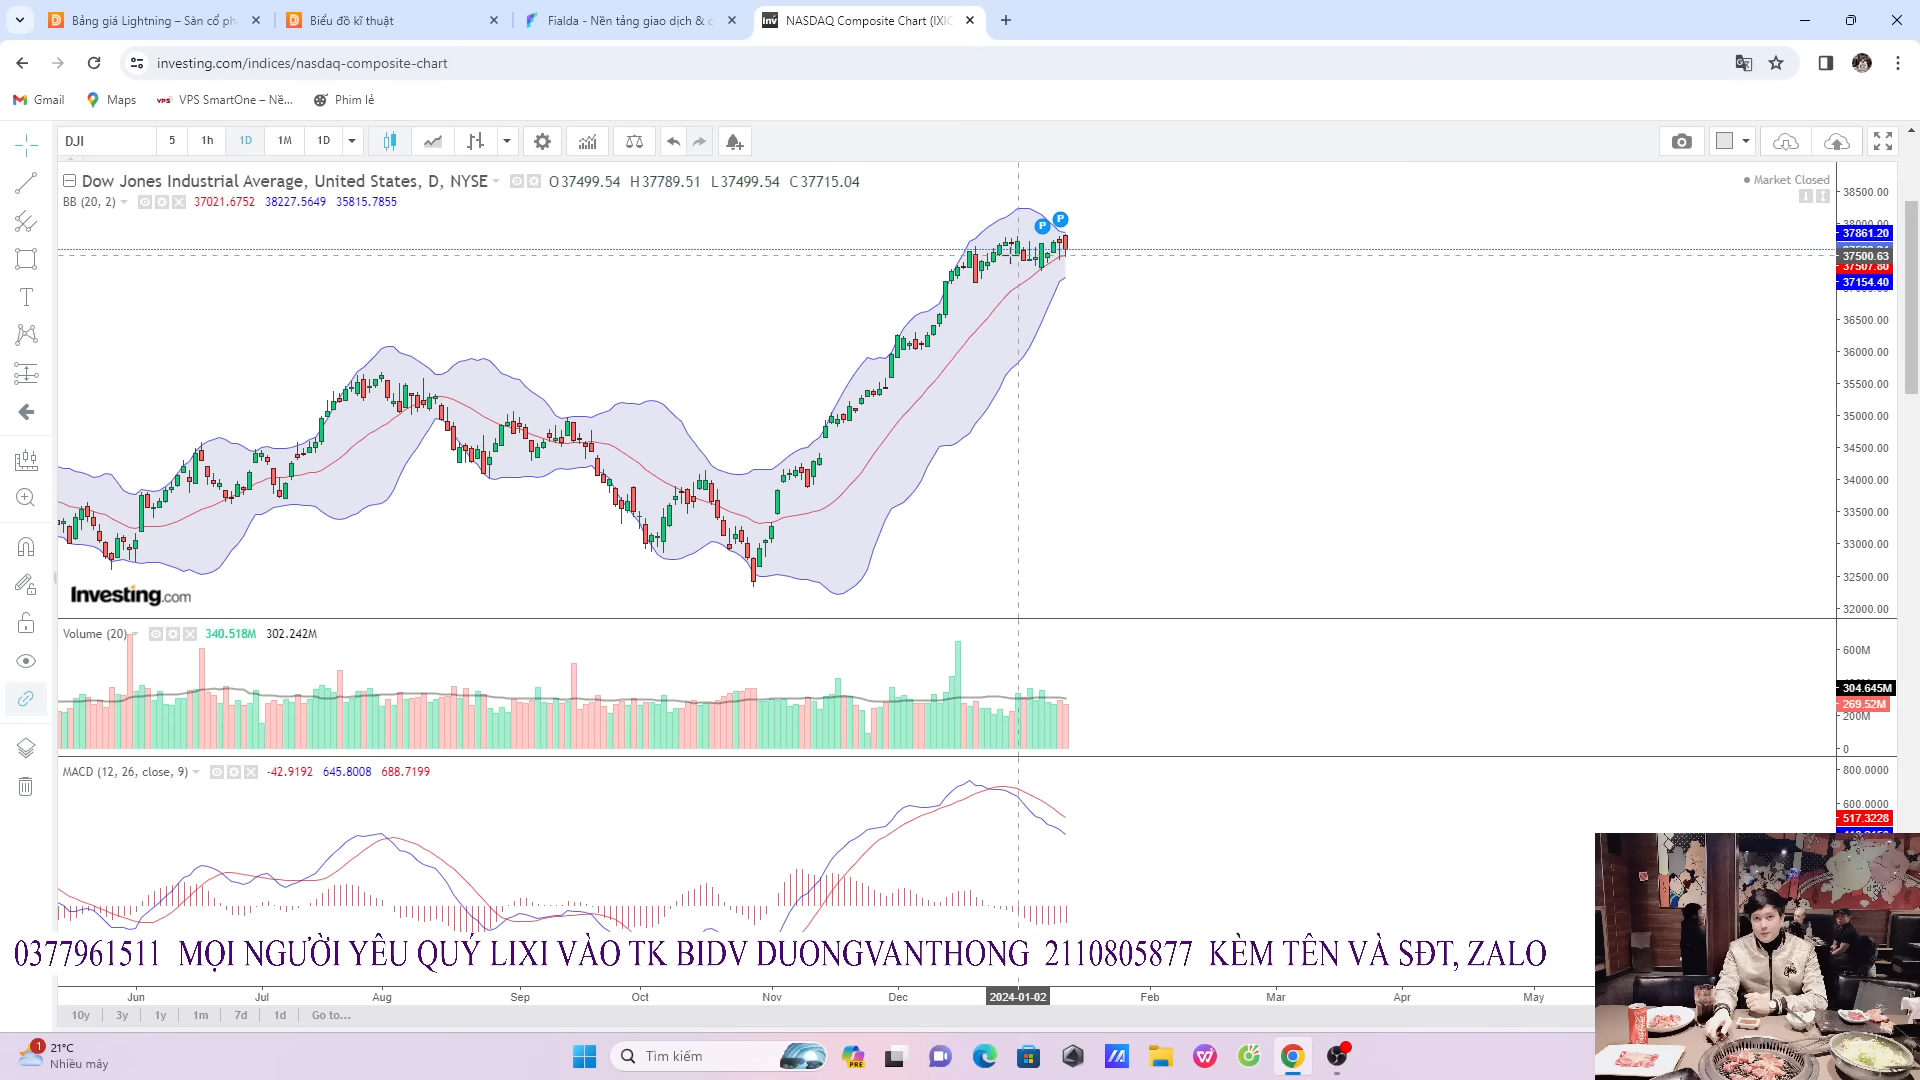 Bảng giá Lightning – Sàn cổ ph
Biểu đồ kĩ thuật
Fialda - Nền tảng giao dịch & c
NASDAQ Composite Chart (IXIC
investing.com/indices/nasdaq-composite-chart
Gmail
Maps
VPS SmartOne – Nề...
Phim lẻ
DJI
5
1h
1D
1M
1D
Dow Jones Industrial Average, United States, D, NYSE
O37499.54 H37789.51 L37499.54 C37715.04
Market Closed
BB (20, 2)
37021.6752 38227.5649 35815.7855
P
P
38500.00
38000.00
37861.20
37500.63
37507.80
37154.40
36500.00
36000.00
35500.00
35000.00
34500.00
34000.00
33500.00
33000.00
32500.00
32000.00
Investing.com
Volume (20)
340.518M 302.242M
600M
304.645M
269.52M
200M
0
MACD (12, 26, close, 9)
-42.9192 645.8008 688.7199
800.0000
600.0000
517.3228
0377961511 MỌI NGƯỜI YÊU QUÝ LIXI VÀO TK BIDV DUONGVANTHONG 2110805877 KÈM TÊN VÀ SĐT, ZALO
Jun
Jul
Aug
Sep
Oct
Nov
Dec
2024-01-02
Feb
Mar
Apr
May
10y
3y
1y
1m
7d
1d
Go to...
1
21°C
Nhiều mây
Tìm kiếm
PRE